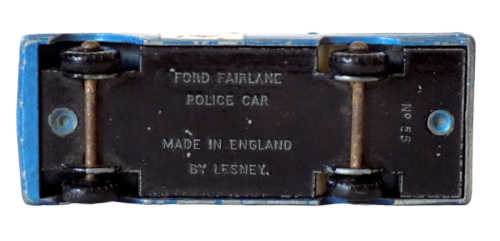 FORD FAIRLANE
POLICE CAR
MADE IN ENGLAND
BY LESNEY.
No 55